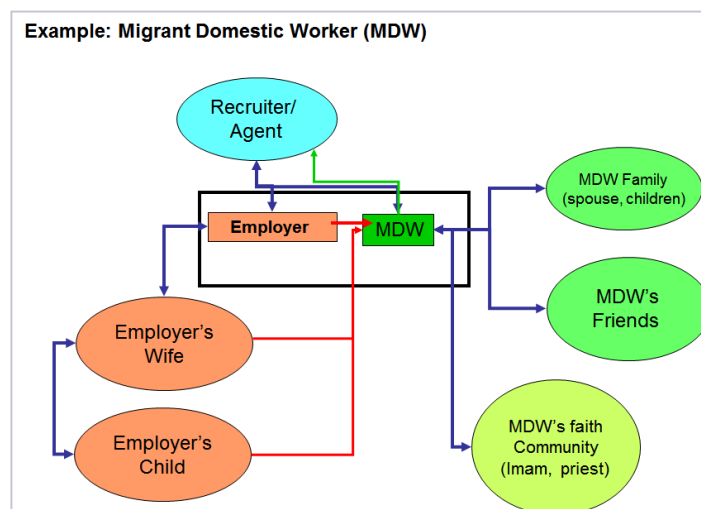 Example: Migrant Domestic Worker (MDW)
Recruiter/
Agent
MDW Family
(spouse, children)
Employer
MDW
MDW's
Friends
Employer's
Wife
MDW's faith
Community
(Imam, priest)
Employer's
Child